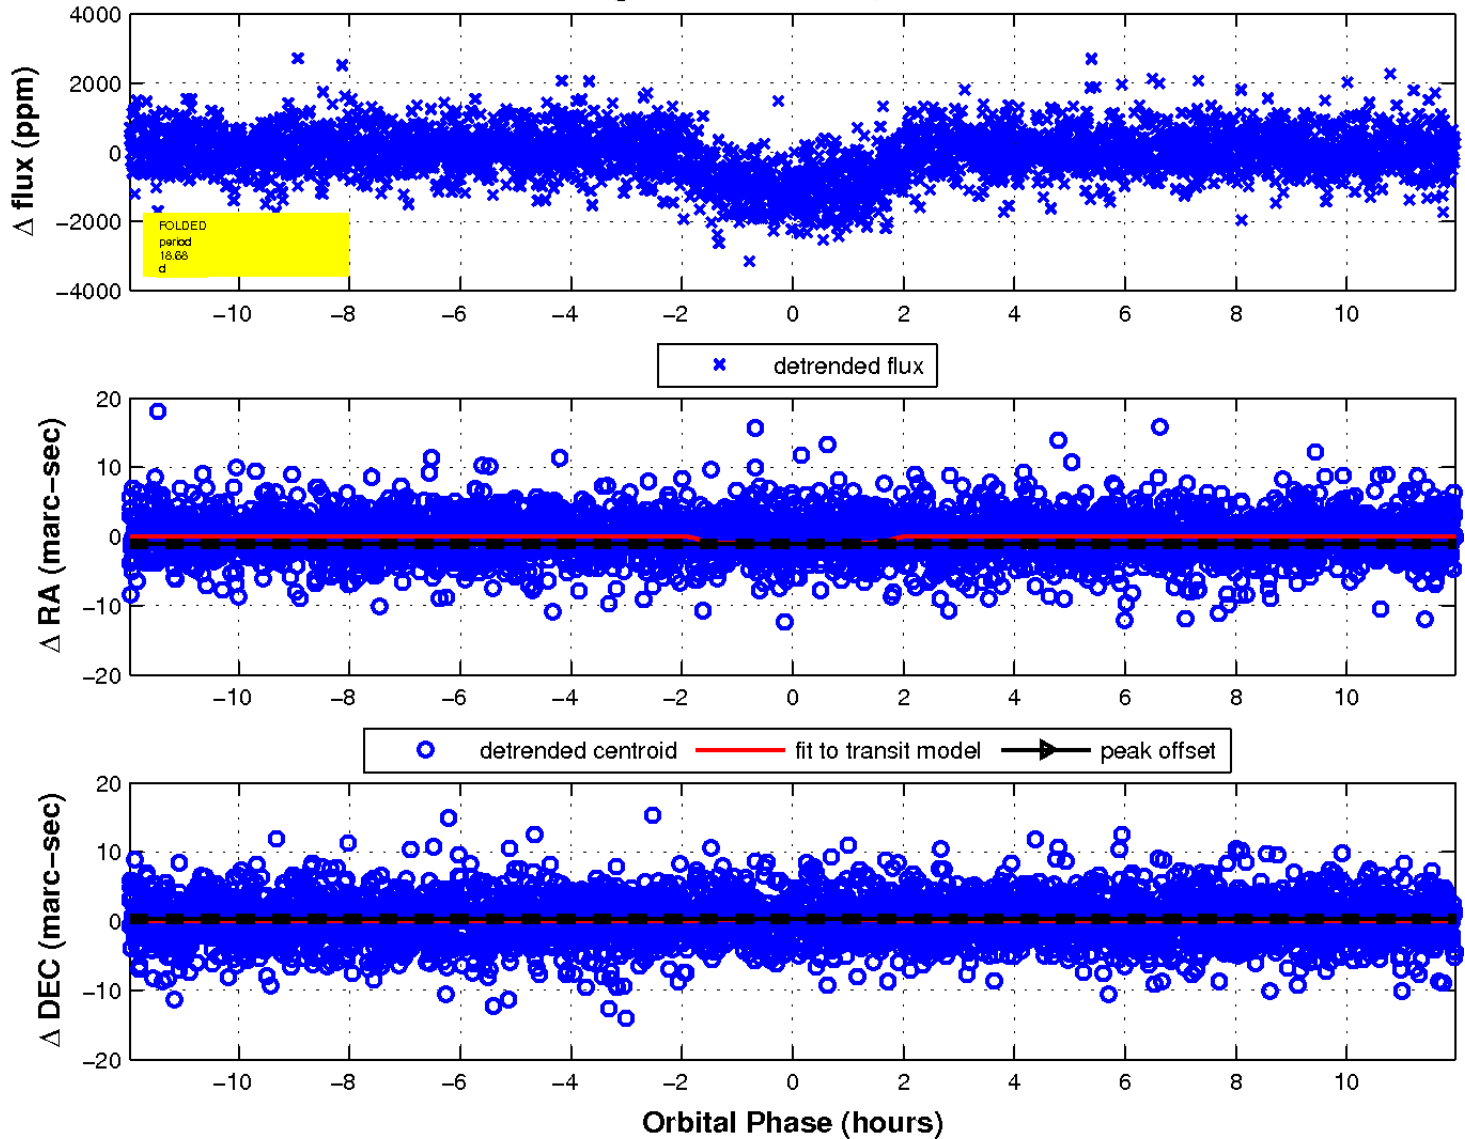 4000
2000
0
−2000
−4000
Δ flux (ppm)
FOLDED
period
18.68
d
−10 −8 −6 −4 −2 0 2 4 6 8 10
detrended flux
20
10
0
−10
−20
Δ RA (marc−sec)
−10 −8 −6 −4 −2 0 2 4 6 8 10
detrended centroid fit to transit model peak offset
20
10
0
−10
−20
Δ DEC (marc−sec)
−10 −8 −6 −4 −2 0 2 4 6 8 10
Orbital Phase (hours)